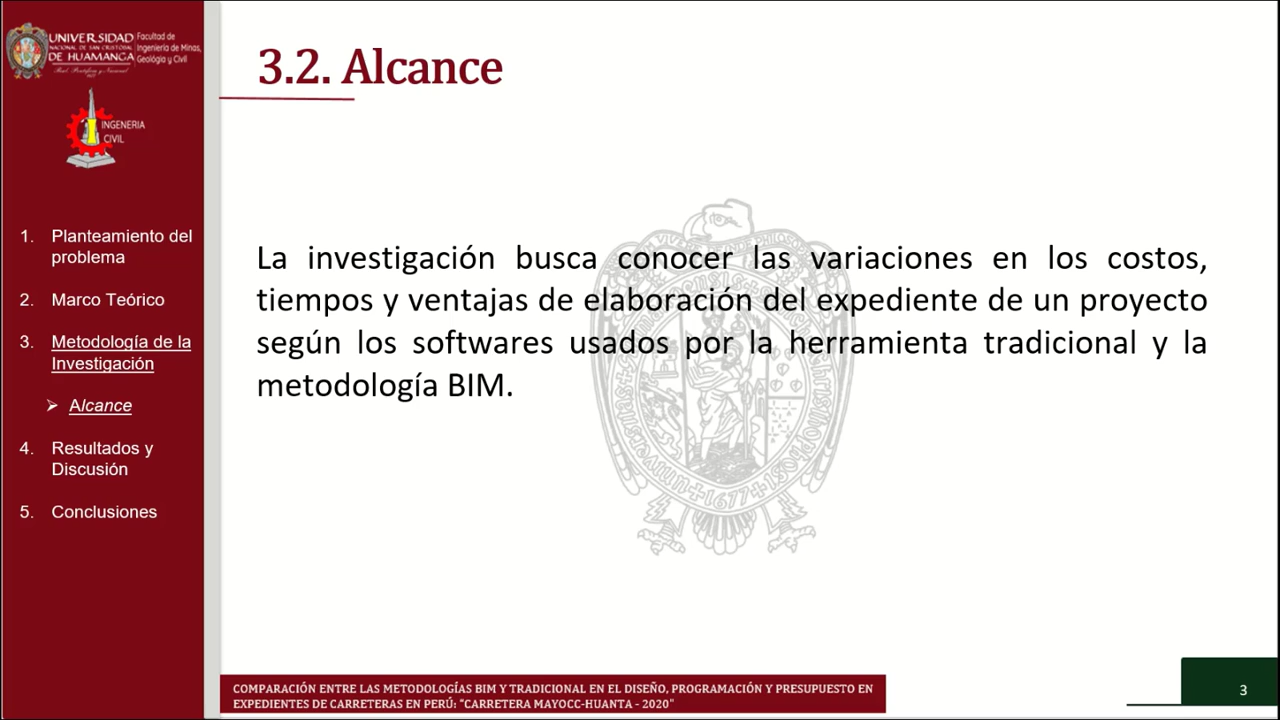 UNIVERSIDAD
NACIONAL DE SAN CRISTOBAL
DE HUAMANGA
Facultad de
Ingeniería de Minas,
Geología y Civil
1677
INGENERIA
CIVIL
1. Planteamiento del
problema
2. Marco Teórico
3. Metodología de la
Investigación
➢ Alcance
4. Resultados y
Discusión
5. Conclusiones
3.2. Alcance
La investigación busca conocer las variaciones en los costos,
tiempos y ventajas de elaboración del expediente de un proyecto
según los softwares usados por la herramienta tradicional y la
metodología BIM.
1677
COMPARACIÓN ENTRE LAS METODOLOGÍAS BIM Y TRADICIONAL EN EL DISEÑO, PROGRAMACIÓN Y PRESUPUESTO EN
EXPEDIENTES DE CARRETERAS EN PERÚ: "CARRETERA MAYOCC-HUANTA - 2020"
3